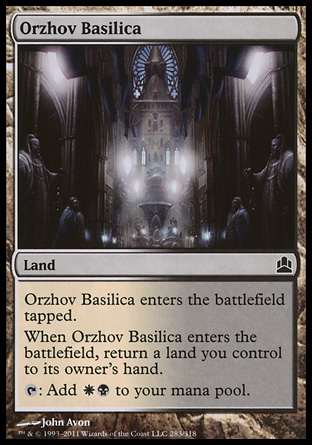 Orzhov Basilica
Land
Orzhov Basilica enters the battlefield
tapped.
When Orzhov Basilica enters the
battlefield, return a land you control
to its owner's hand.
: Add to your mana pool.
John Avon
™ & © 1993–2011 Wizards of the Coast LLC 283/318